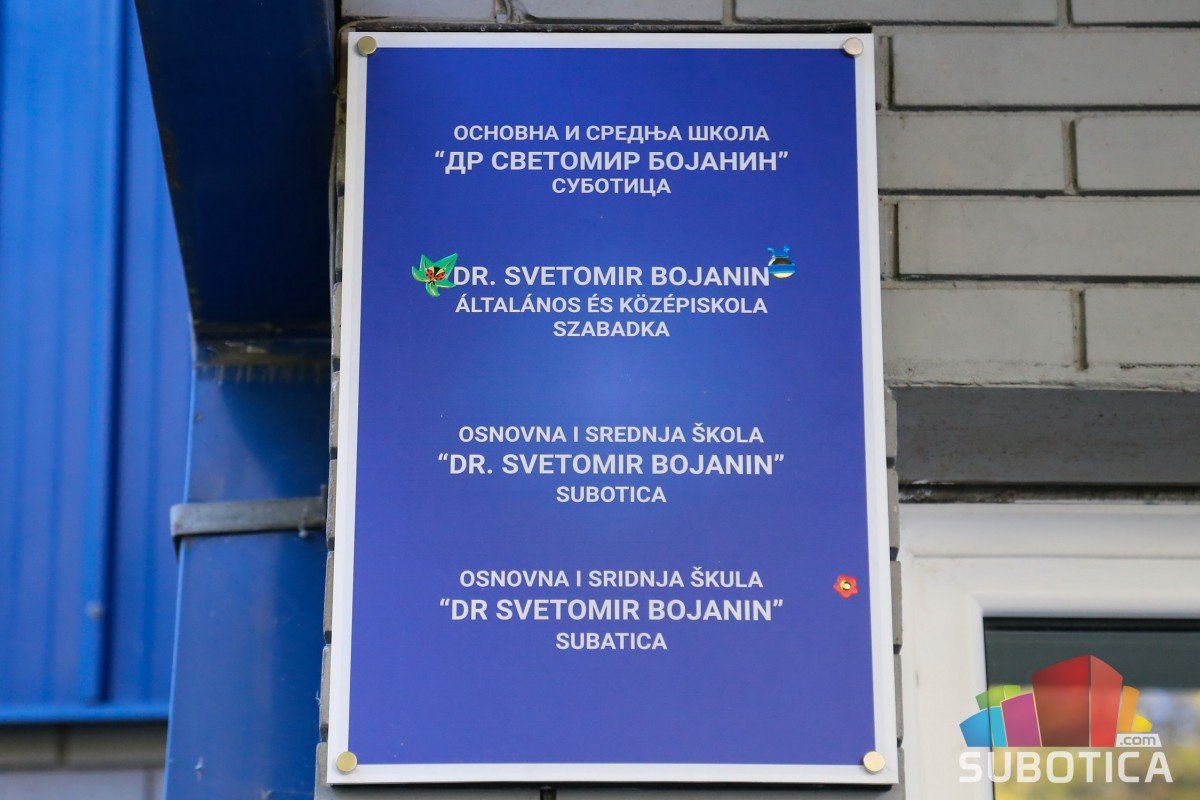 ОСНОВНА И СРЕДЊА ШКОЛА
“ДР СВЕТОМИР БОЈАНИН”
СУБОТИЦА
DR. SVETOMIR BOJANIN
ÁLTALÁNOS ÉS KÖZÉPISKOLA
SZABADKA
OSNOVNA I SREDNJA ŠKOLA
“DR. SVETOMIR BOJANIN”
SUBOTICA
OSNOVNA I SRIDNJA ŠKULA
“DR SVETOMIR BOJANIN”
SUBATICA
.com
SUBOTICA